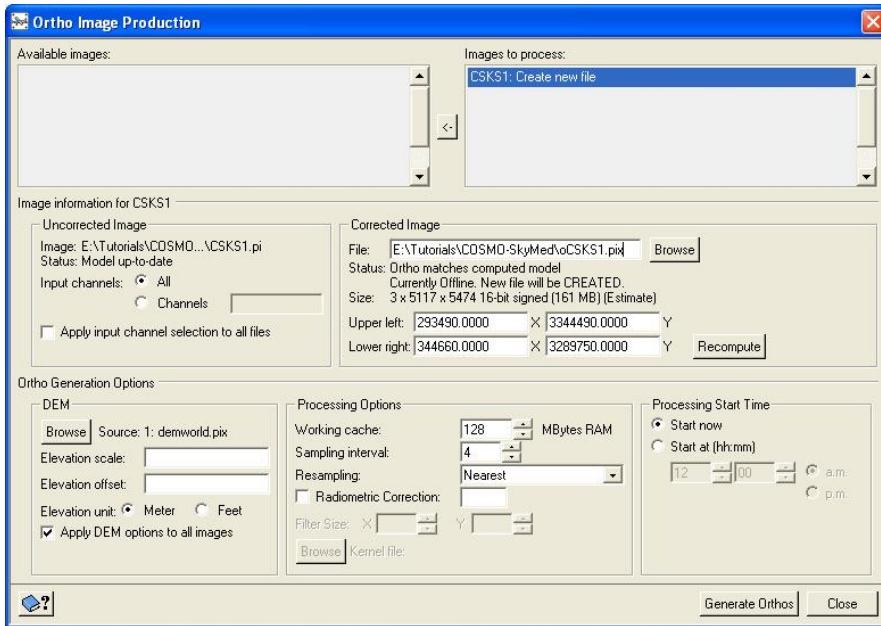 Ortho Image Production
Available images:
Images to process:
CSKS1: Create new file
<-
Image information for CSKS1
Uncorrected Image
Image: E:\Tutorials\COSMO...\CSKS1.pi
Status: Model up-to-date
Input channels: All
Channels
Apply input channel selection to all files
Corrected Image
File: E:\Tutorials\COSMO-SkyMed\oCSKS1.pix Browse
Status: Ortho matches computed model
Currently Offline. New file will be CREATED.
Size: 3 x 5117 x 5474 16-bit signed (161 MB) (Estimate)
Upper left: 293490.0000 X 3344490.0000 Y
Lower right: 344660.0000 X 3289750.0000 Y Recompute
Ortho Generation Options
DEM
Browse Source: 1: demworld.pix
Elevation scale:
Elevation offset:
Elevation unit: Meter Feet
Apply DEM options to all images
Processing Options
Working cache: 128 MBytes RAM
Sampling interval: 4
Resampling: Nearest
Radiometric Correction:
Filter Size: X Y
Browse Kernel file:
Processing Start Time
Start now
Start at (hh:mm)
12 00 a.m.
p.m.
?
Generate Orthos Close